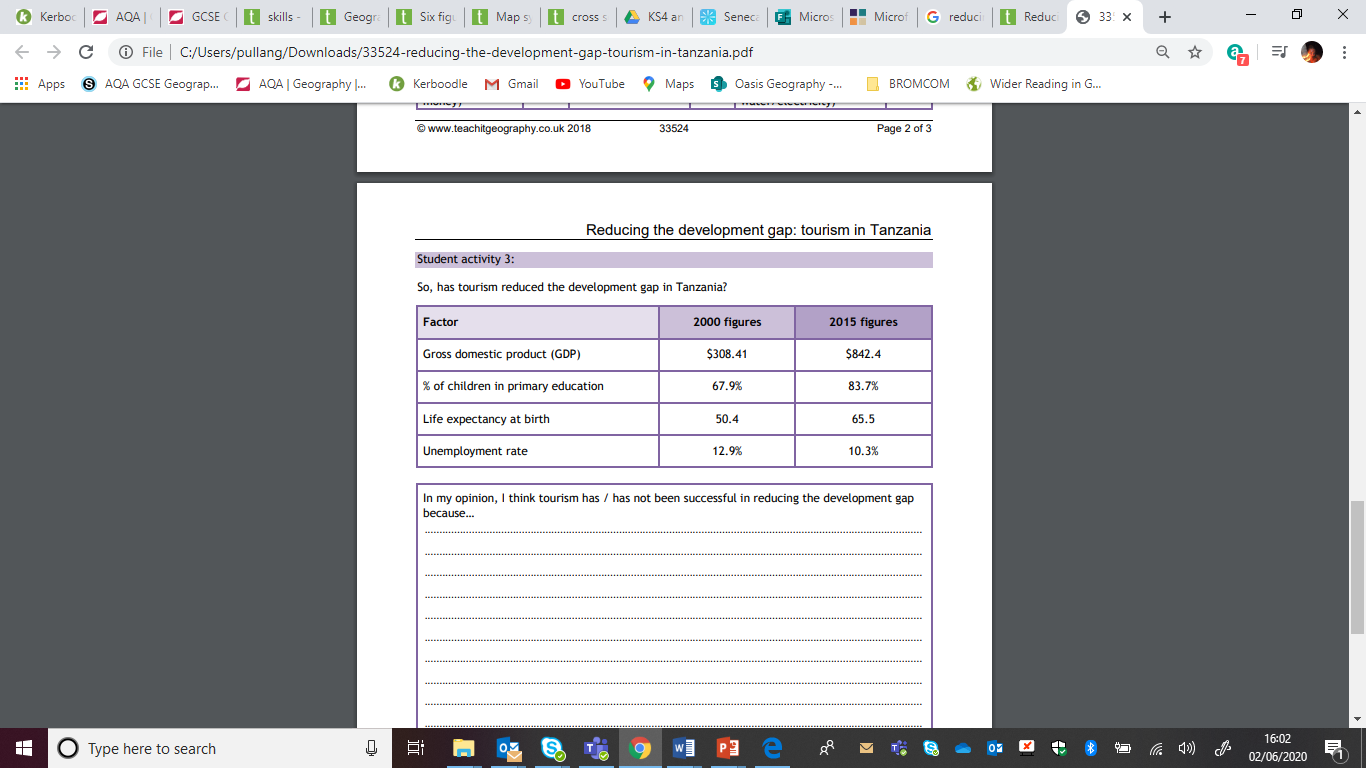 Kerboo AQA | GCSE G skills - Geogra Six figu Map sy cross s KS4 an Seneca Micros Microf reducin Reduc 33
File C:/Users/pullang/Downloads/33524-reducing-the-development-gap-tourism-in-tanzania.pdf 7
Apps AQA GCSE Geograp... AQA | Geography |... Kerboodle Gmail YouTube Maps Oasis Geography -... BROMCOM Wider Reading in G...
money) water/electricity)
© www.teachitgeography.co.uk 2018 33524 Page 2 of 3
Reducing the development gap: tourism in Tanzania
Student activity 3:
So, has tourism reduced the development gap in Tanzania?
Factor 2000 figures 2015 figures
Gross domestic product (GDP) $308.41 $842.4
% of children in primary education 67.9% 83.7%
Life expectancy at birth 50.4 65.5
Unemployment rate 12.9% 10.3%
In my opinion, I think tourism has / has not been successful in reducing the development gap
because…
Type here to search 16:02
02/06/2020